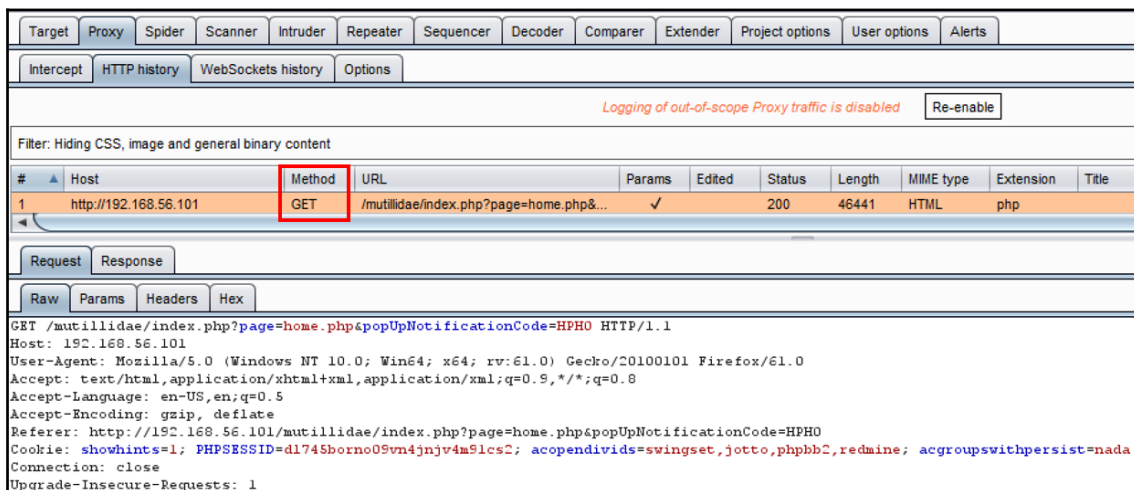 Target Proxy Spider Scanner Intruder Repeater Sequencer Decoder Comparer Extender Project options User options Alerts
Intercept HTTP history WebSockets history Options
Logging of out-of-scope Proxy traffic is disabled Re-enable
Filter: Hiding CSS, image and general binary content
# Host Method URL Params Edited Status Length MIME type Extension Title
1 http://192.168.56.101 GET /mutillidae/index.php?page=home.php&... ✓ 200 46441 HTML php
Request Response
Raw Params Headers Hex
GET /mutillidae/index.php?page=home.php&popUpNotificationCode=HPH0 HTTP/1.1
Host: 192.168.56.101
User-Agent: Mozilla/5.0 (Windows NT 10.0; Win64; x64; rv:61.0) Gecko/20100101 Firefox/61.0
Accept: text/html,application/xhtml+xml,application/xml;q=0.9,*/*;q=0.8
Accept-Language: en-US,en;q=0.5
Accept-Encoding: gzip, deflate
Referer: http://192.168.56.101/mutillidae/index.php?page=home.php&popUpNotificationCode=HPH0
Cookie: showhints=1; PHPSESSID=dl745borno09vn4jnjv4m9lcs2; acopendivids=swingset,jotto,phpbb2,redmine; acgroupswithpersist=nada
Connection: close
Upgrade-Insecure-Requests: 1